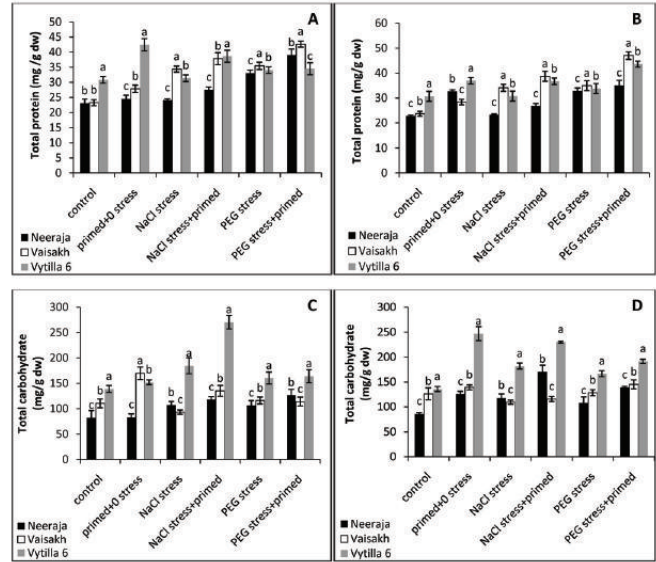 A
Total protein (mg /g dw)
50
45
40
35
30
25
20
15
10
5
0
b b a
c b a
c a b
c a a
b a b
b a c
control
primed+0 stress
NaCl stress
NaCl stress+primed
PEG stress
PEG stress+primed
Neeraja
Vaisakh
Vytilla 6
B
Total protein (mg/g dw)
60
50
40
30
20
10
0
c c a
b c a
c a b
c a b
c a b
c a b
control
primed+0 stress
NaCl stress
NaCl stress+primed
PEG stress
PEG stress+primed
Neeraja
Vaisakh
Vytilla 6
C
Total carbohydrate
(mg/g dw)
300
250
200
150
100
50
0
c b a
c a b
b c a
c b a
c b a
b c a
control
primed+0 stress
NaCl stress
NaCl stress+primed
PEG stress
PEG stress+primed
Neeraja
Vaisakh
Vytilla 6
D
Total carbohydrate
(mg/g dw)
300
250
200
150
100
50
0
c b a
c b a
b c a
b c a
c b a
c b a
control
primed+0 stress
NaCl stress
NaCl stress+primed
PEG stress
PEG stress+primed
Neeraja
Vaisakh
Vytilla 6